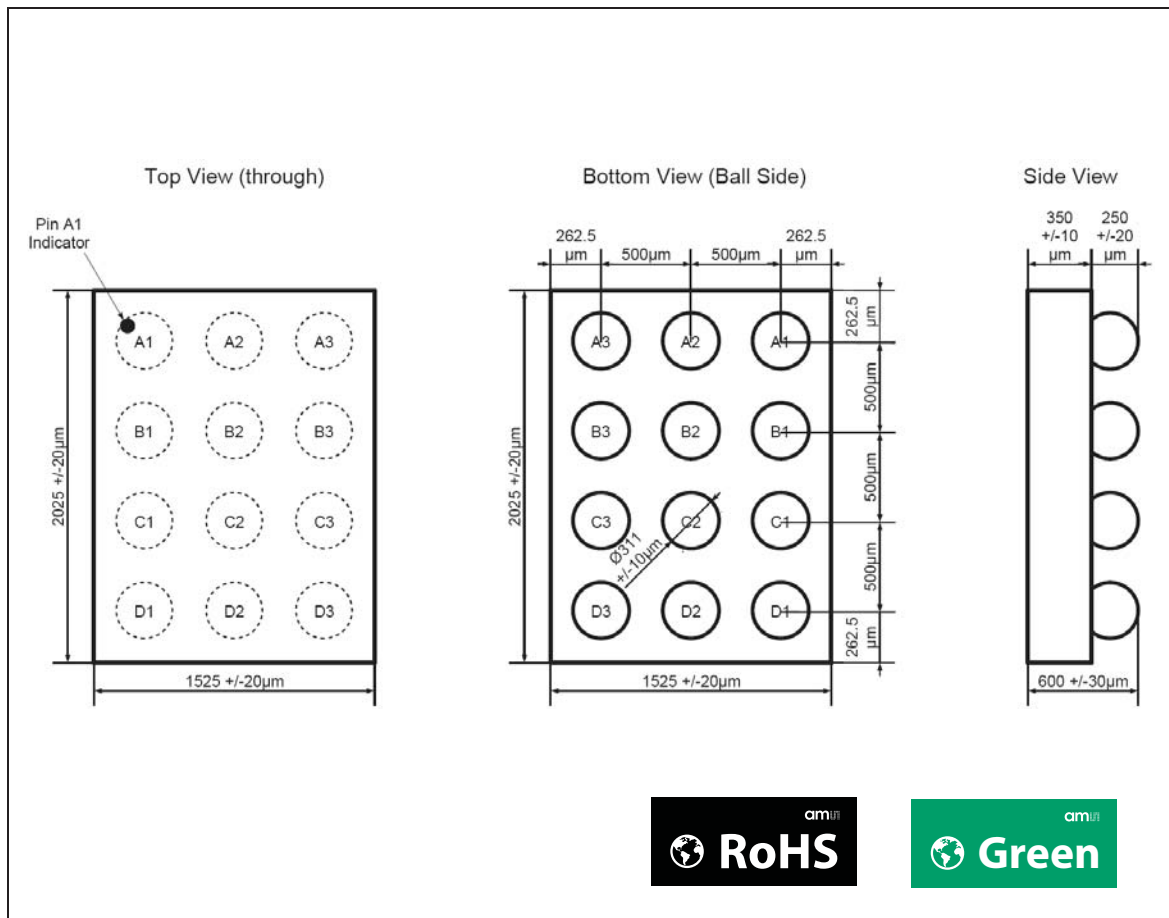 Top View (through)
Pin A1
Indicator
A1 A2 A3
B1 B2 B3
C1 C2 C3
D1 D2 D3
2025 +/-20µm
1525 +/-20µm
Bottom View (Ball Side)
262.5
µm
500µm
500µm
262.5
µm
A3 A2 A1
B3 B2 B1
C3 C2 C1
D3 D2 D1
Ø311
+/-10µm
2025 +/-20µm
1525 +/-20µm
262.5
µm
500µm
500µm
500µm
262.5
µm
Side View
350
+/-10
µm
250
+/-20
µm
600 +/-30µm
am
RoHS
am
Green